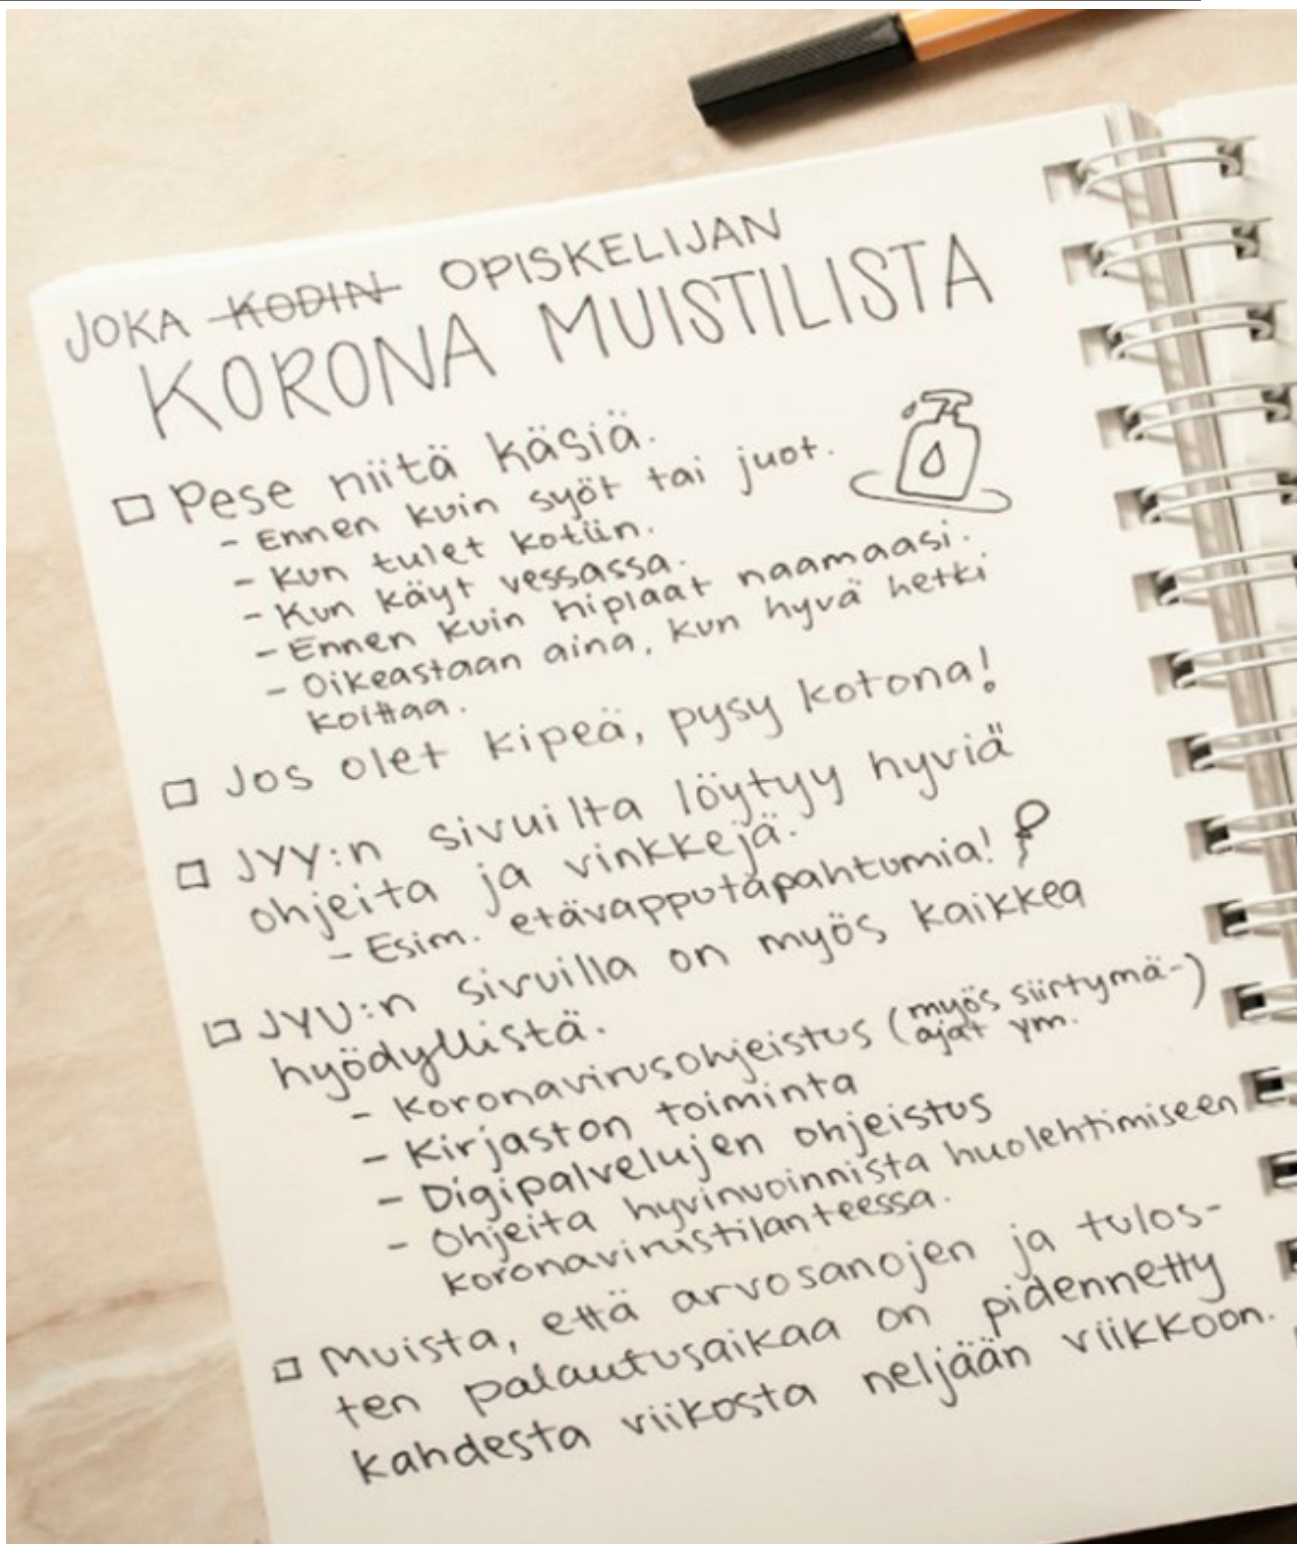 JOKA KODIN OPISKELIJAN
KORONA MUISTILISTA
Pese niitä käsiä.
- Ennen kuin syöt tai juot.
- Kun tulet kotiin.
- Kun käyt vessassa.
- Ennen kuin hiplaat naamaasi.
- Oikeastaan aina, kun hyvä hetki
koittaa.
Jos olet kipeä, pysy kotona!
JYY:n sivuilta löytyy hyviä
ohjeita ja vinkkejä.
- Esim. etävapputapahtumia!
JYU:n sivuilla on myös kaikkea
hyödyllistä.
- Koronavirusohjeistus (myös siirtymä-)
ajat ym.
- Kirjaston toiminta
- Digipalvelujen ohjeistus
- Ohjeita hyvinvoinnista huolehtimiseen
koronavirustilanteessa.
Muista, että arvosanojen ja tulos-
ten palautusaikaa on pidennetty
kahdesta viikosta neljään viikkoon.